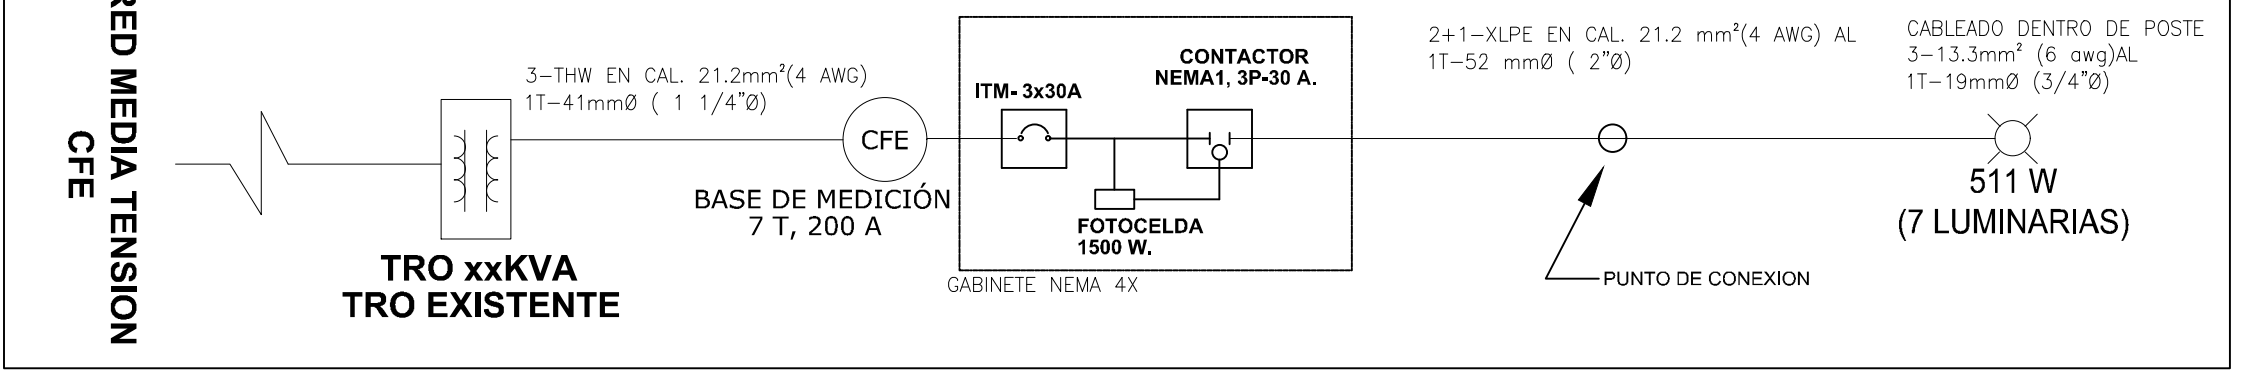 RED MEDIA TENSION
CFE
3-THW EN CAL. 21.2mm²(4 AWG)
1T-41mmØ ( 1 1/4"Ø)
TRO xxKVA
TRO EXISTENTE
CFE
BASE DE MEDICIÓN
7 T, 200 A
ITM- 3x30A
CONTACTOR
NEMA1, 3P-30 A.
FOTOCELDA
1500 W.
GABINETE NEMA 4X
2+1-XLPE EN CAL. 21.2 mm²(4 AWG) AL
1T-52 mmØ ( 2"Ø)
PUNTO DE CONEXION
CABLEADO DENTRO DE POSTE
3-13.3mm² (6 awg)AL
1T-19mmØ (3/4"Ø)
511 W
(7 LUMINARIAS)